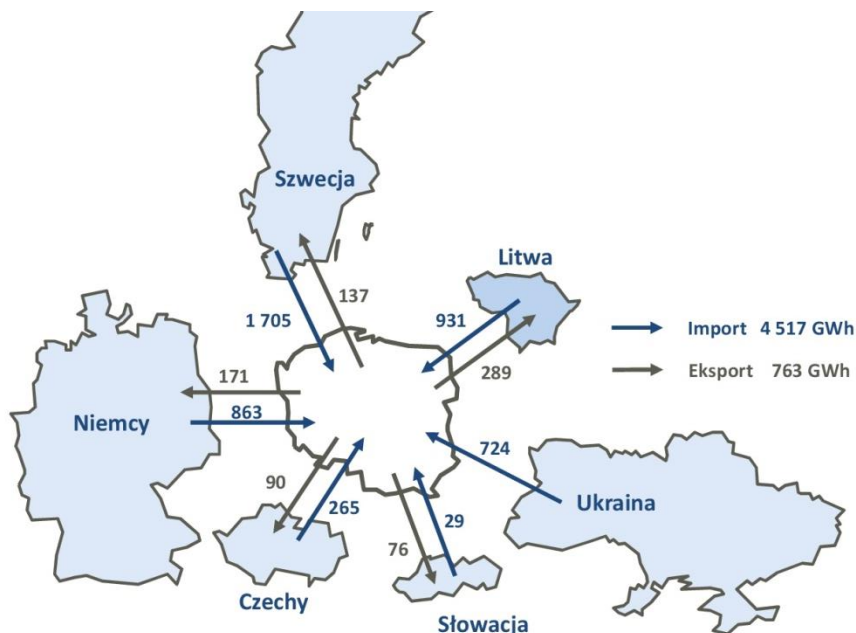 Szwecja
Litwa
137
1 705
931
Import 4 517 GWh
289
Eksport 763 GWh
171
Niemcy
863
724
90
265
29
Ukraina
76
Czechy
Słowacja